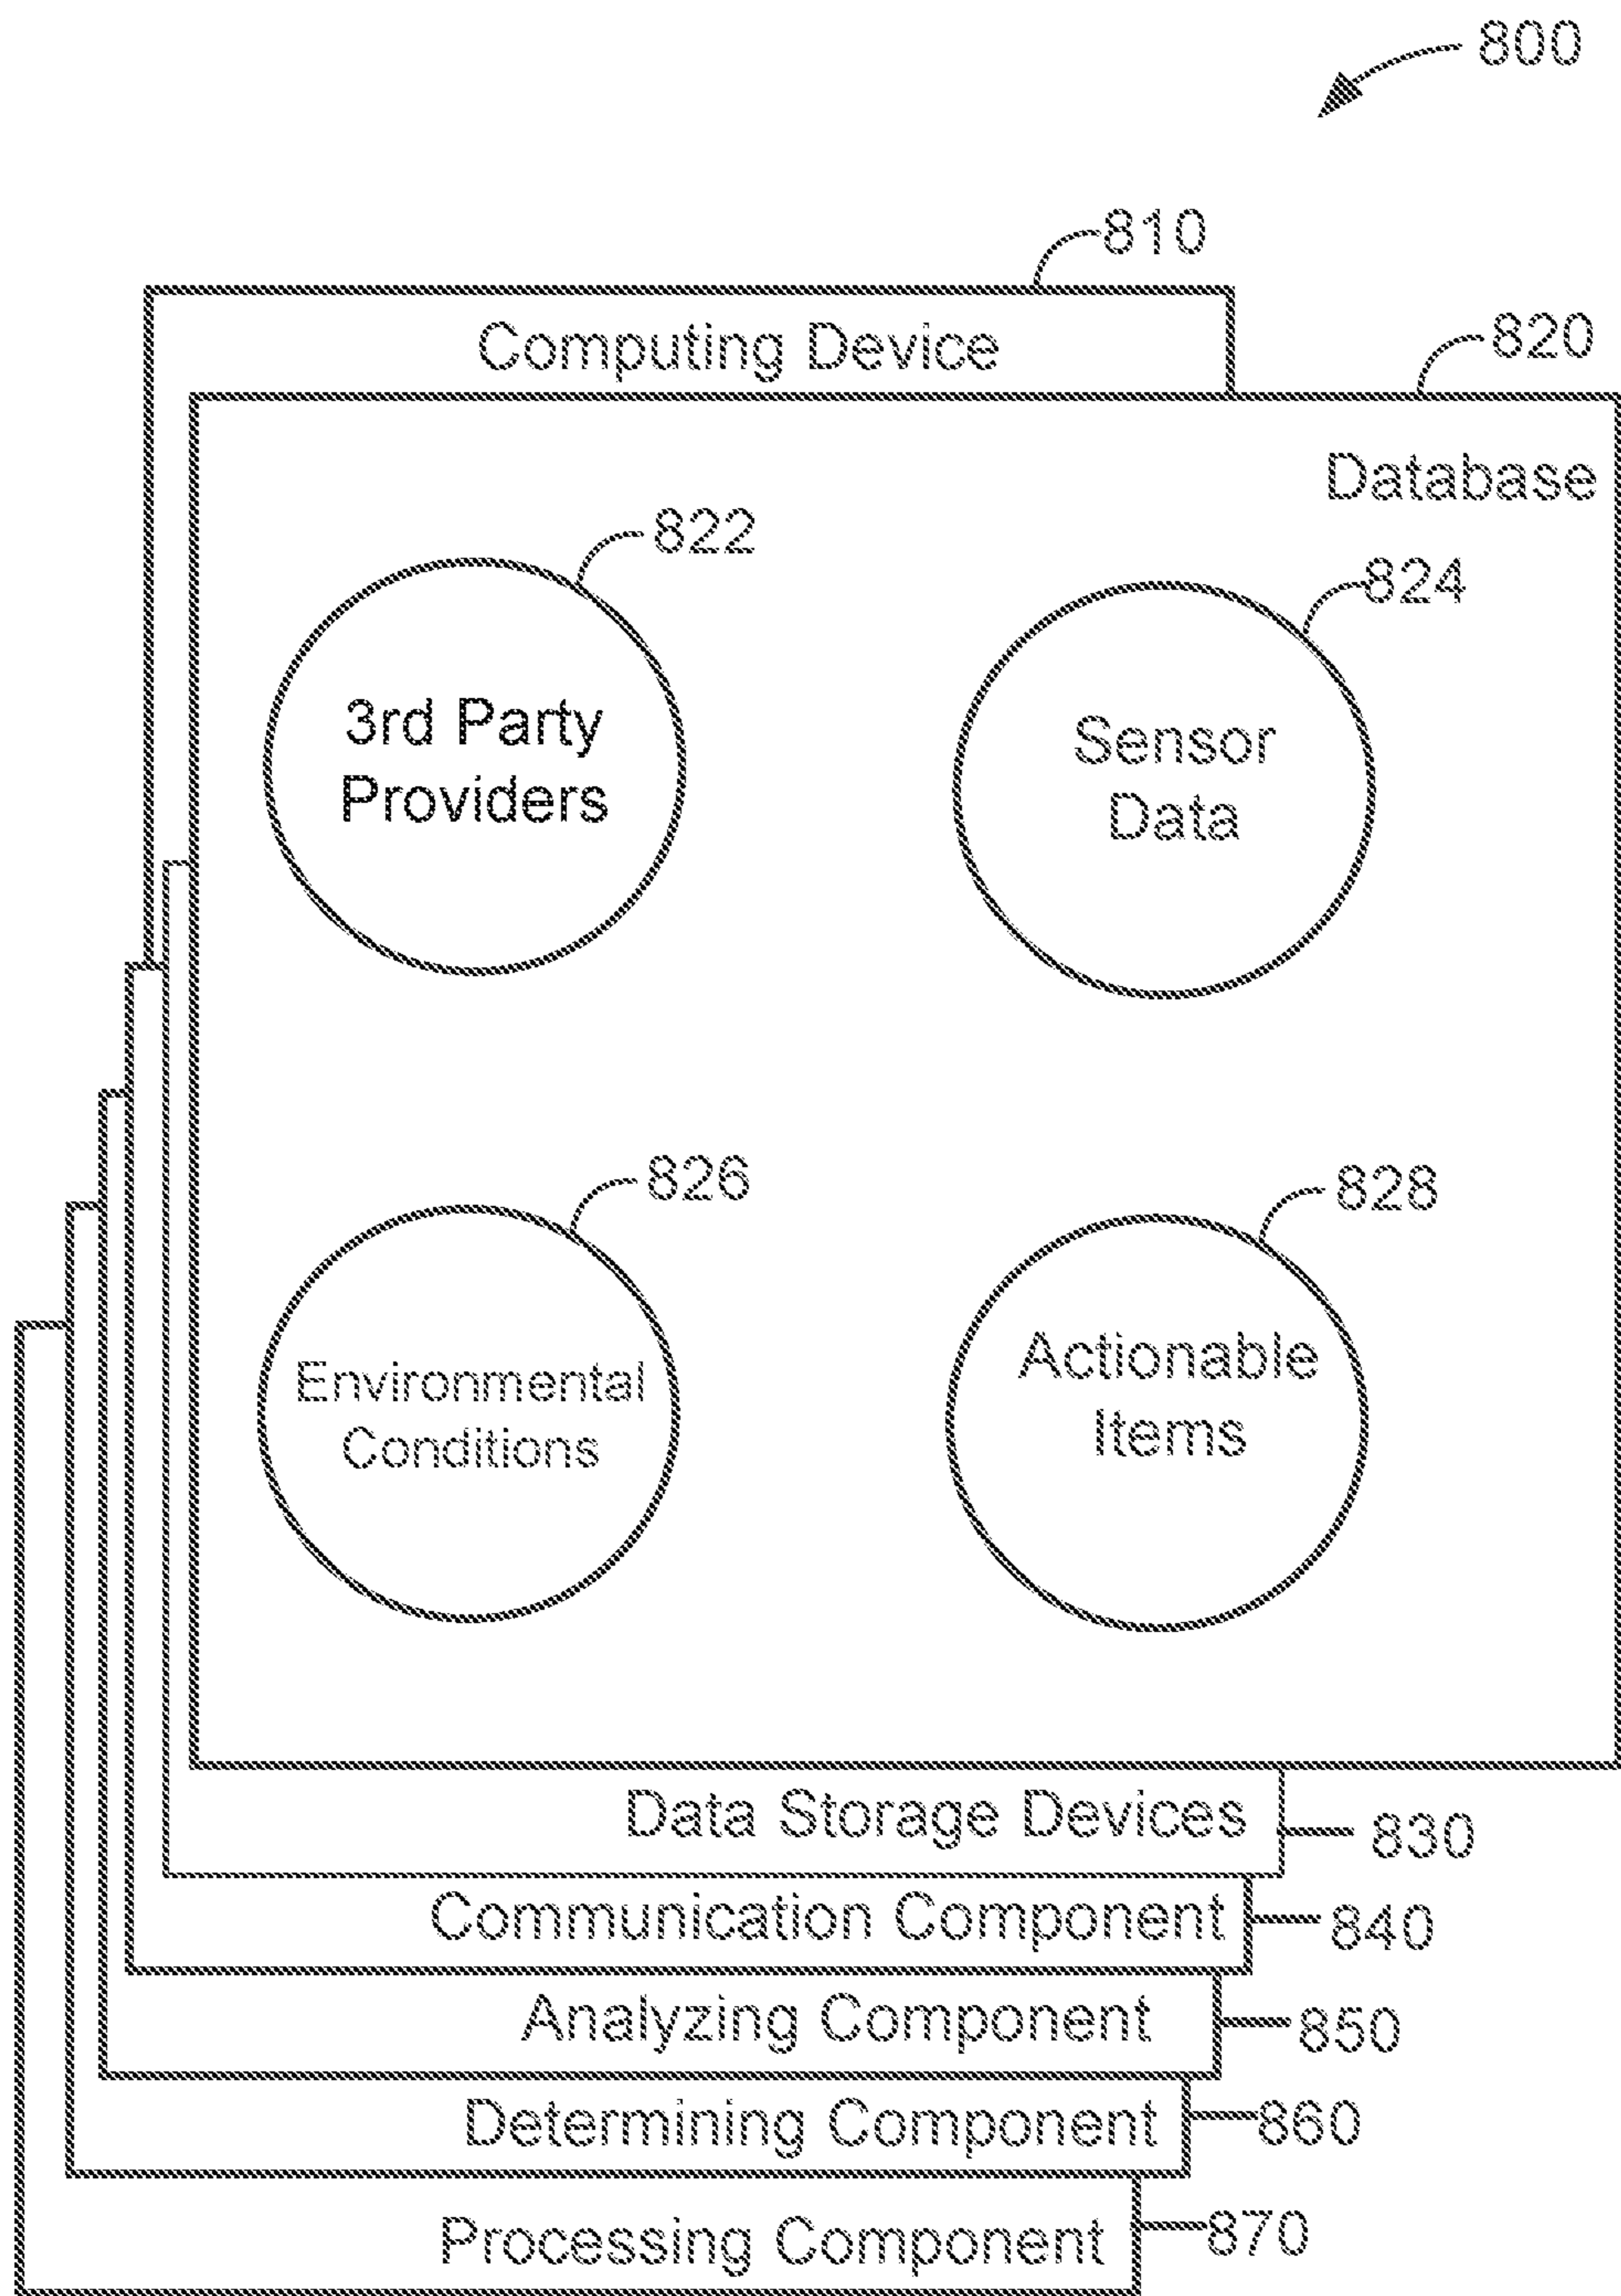 800
810
Computing Device
820
Database
822
824
3rd Party
Providers
Sensor
Data
826
828
Environmental
Conditions
Actionable
Items
Data Storage Devices
830
Communication Component
840
Analyzing Component
850
Determining Component
860
Processing Component
870